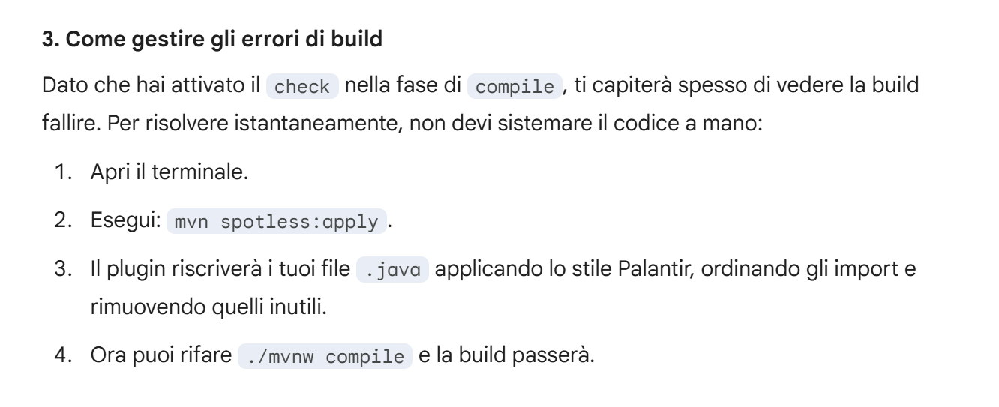 3. Come gestire gli errori di build
Dato che hai attivato il check nella fase di compile, ti capiterà spesso di vedere la build
fallire. Per risolvere istantaneamente, non devi sistemare il codice a mano:
1. Apri il terminale.
2. Esegui: mvn spotless:apply.
3. Il plugin riscriverà i tuoi file .java applicando lo stile Palantir, ordinando gli import e
rimuovendo quelli inutili.
4. Ora puoi rifare ./mvnw compile e la build passerà.